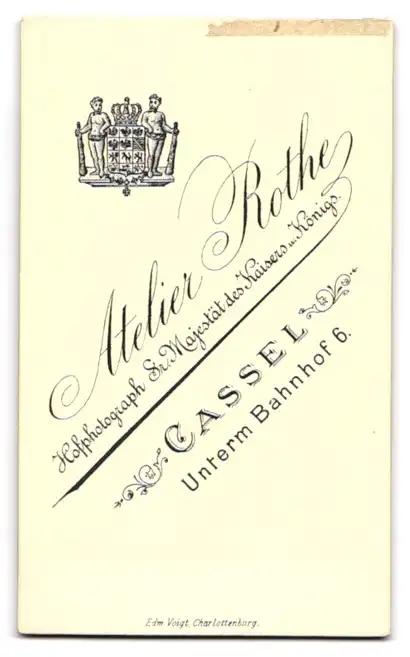 Atelier Rothe
Hofphotograph Sr. Majestät des Kaisers u. Königs.
CASSEL
Unterm Bahnhof 6.
Edm Voigt, Charlottenburg.